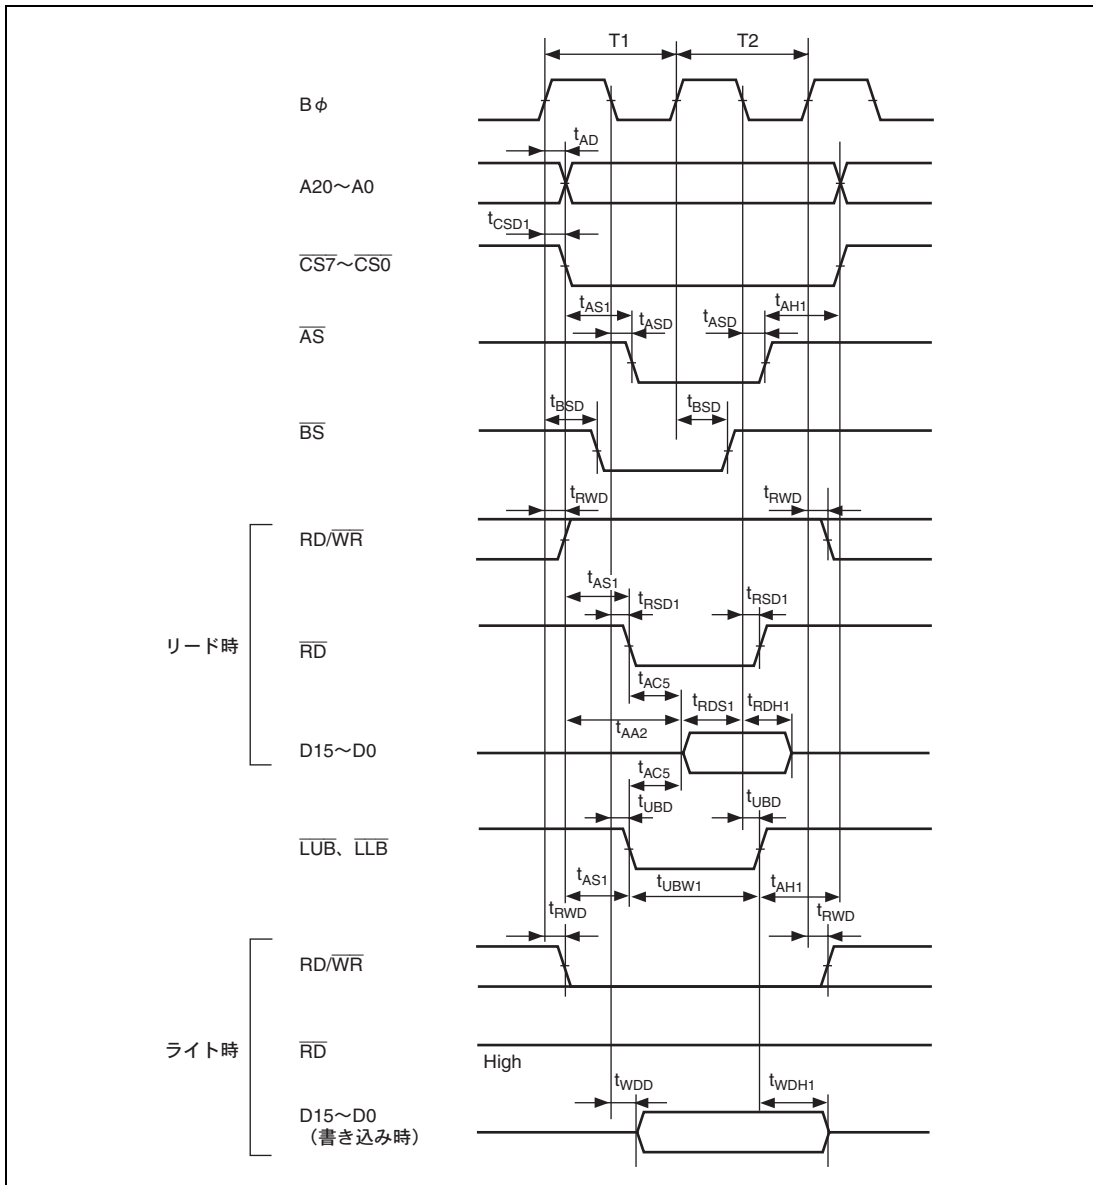 T1 T2
Bφ
tAD
A20～A0
tCSD1
CS7～CS0
tAS1 tASD tASD tAH1
AS
tBSD tBSD
BS
tRWD tRWD
RD/WR
tAS1
tRSD1 tRSD1
リード時
RD
tAC5
tRDS1 tRDH1
tAA2
D15～D0
tAC5
tUBD tUBD
LUB、LLB
tAS1 tUBW1 tAH1
tRWD tRWD
RD/WR
ライト時
RD
High
tWDD tWDH1
D15～D0
（書き込み時）